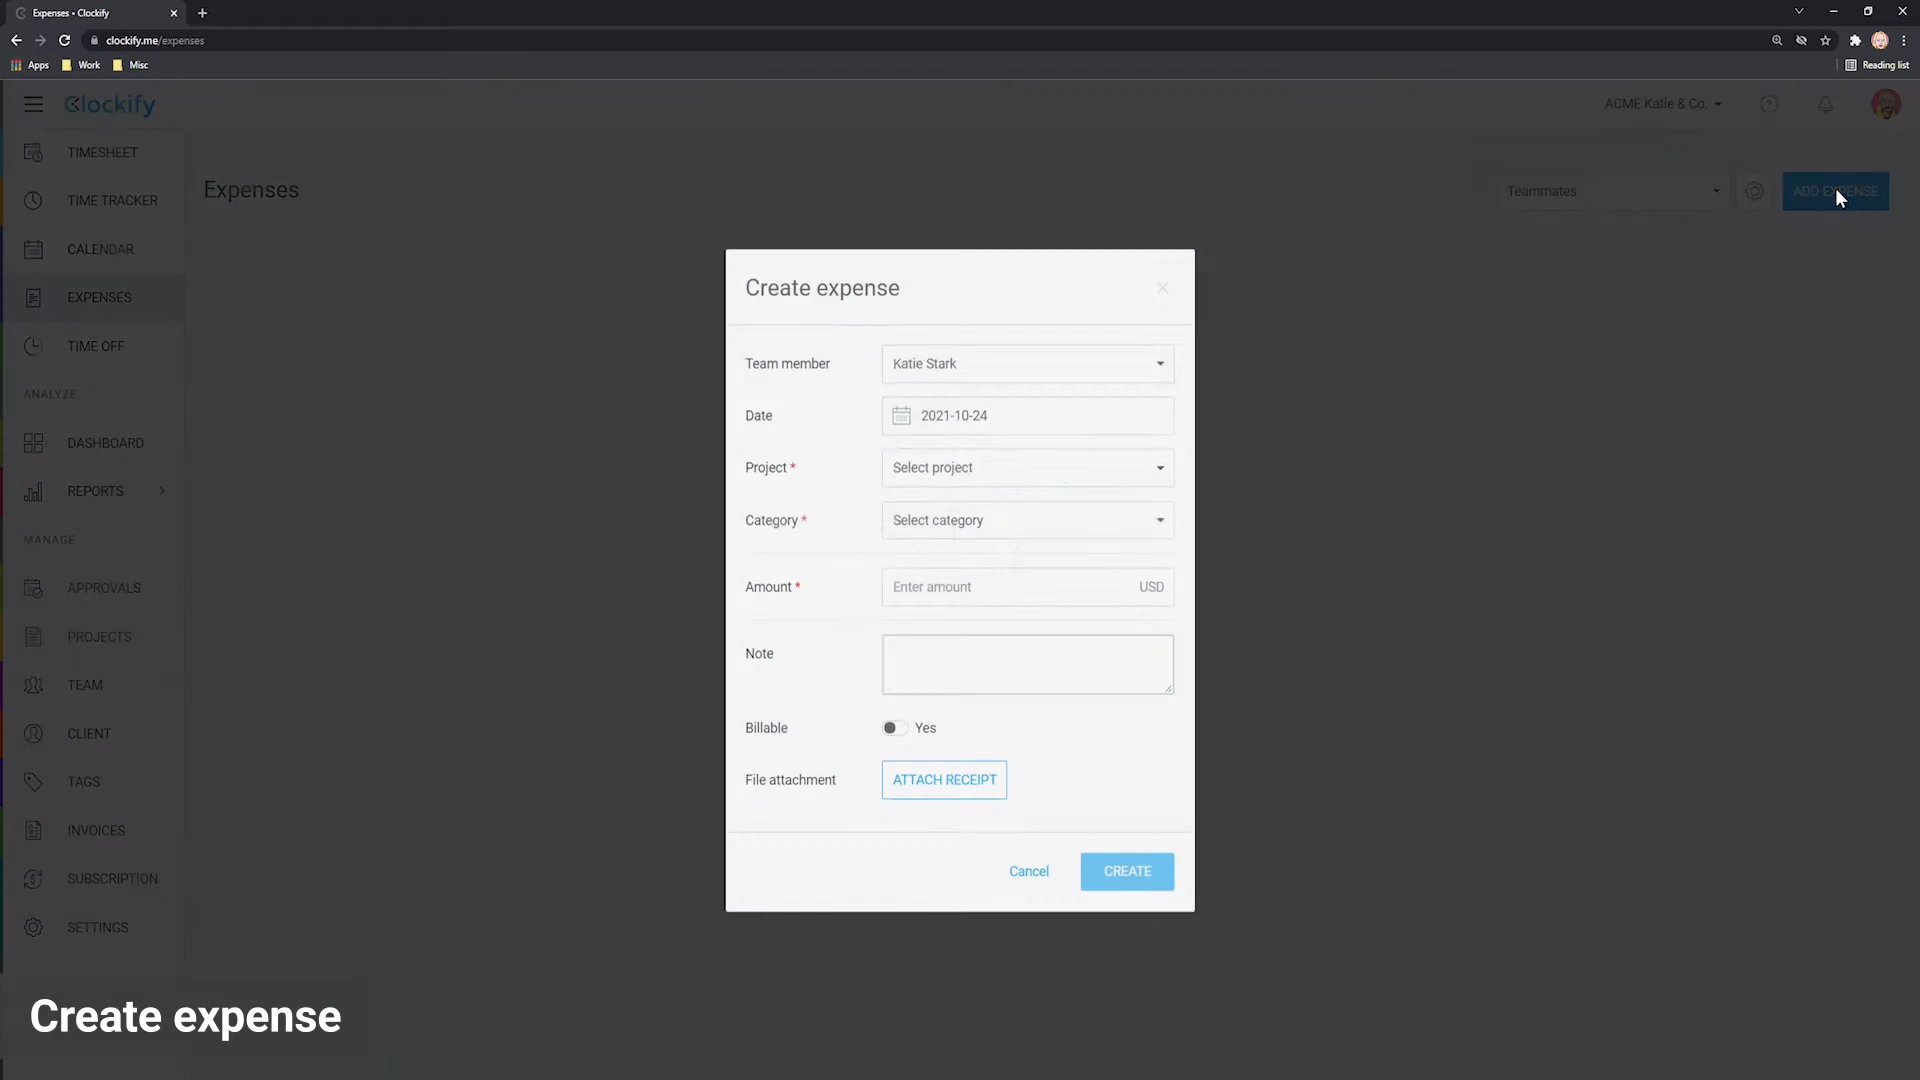 Expenses • Clockify
clockify.me/expenses
Apps Work Misc Reading list
Clockify ACME Katie & Co.
TIMESHEET
TIME TRACKER
CALENDAR
EXPENSES
TIME OFF
ANALYZE
DASHBOARD
REPORTS
MANAGE
APPROVALS
PROJECTS
TEAM
CLIENT
TAGS
INVOICES
SUBSCRIPTION
SETTINGS
Expenses
Teammates
ADD EXPENSE
Create expense
Team member Katie Stark
Date 2021-10-24
Project * Select project
Category * Select category
Amount * Enter amount USD
Note
Billable Yes
File attachment ATTACH RECEIPT
Cancel CREATE
Create expense